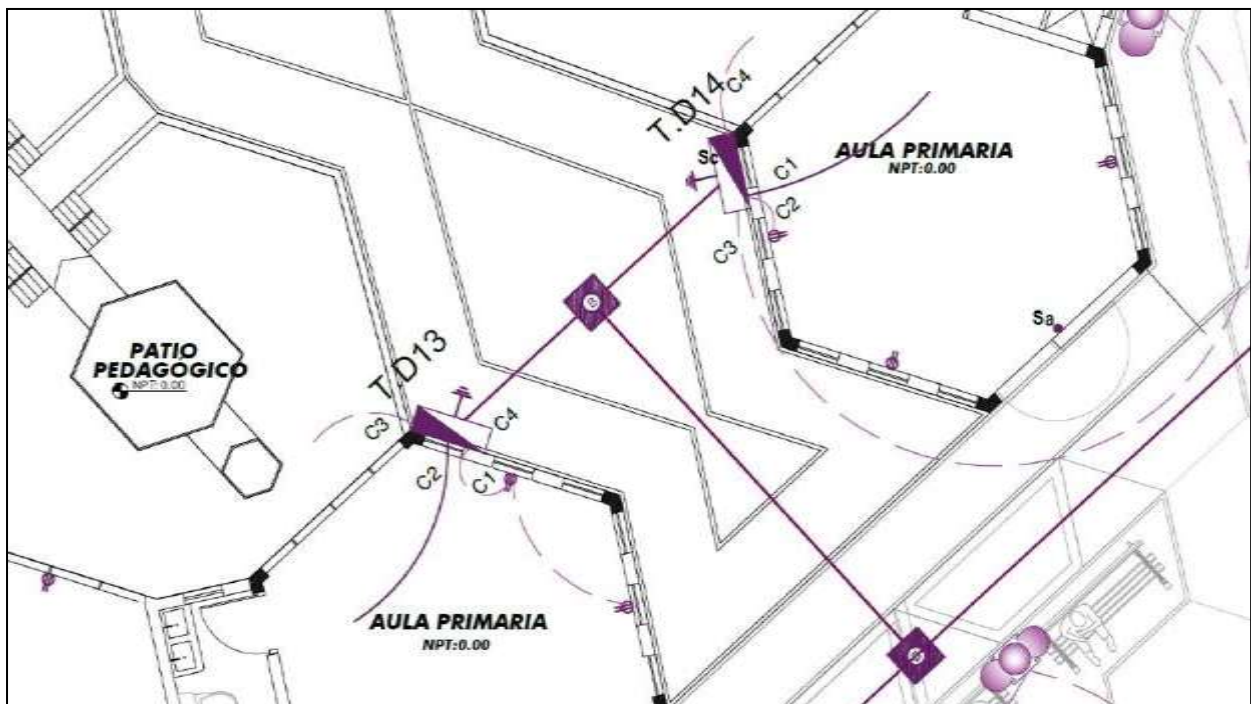 T.D14
C4
Sc
C1
C2
C3
AULA PRIMARIA
NPT:0.00
Sa
B
PATIO
PEDAGOGICO
NPT: 0.00
T.D13
C3
C4
C2
C1
AULA PRIMARIA
NPT:0.00